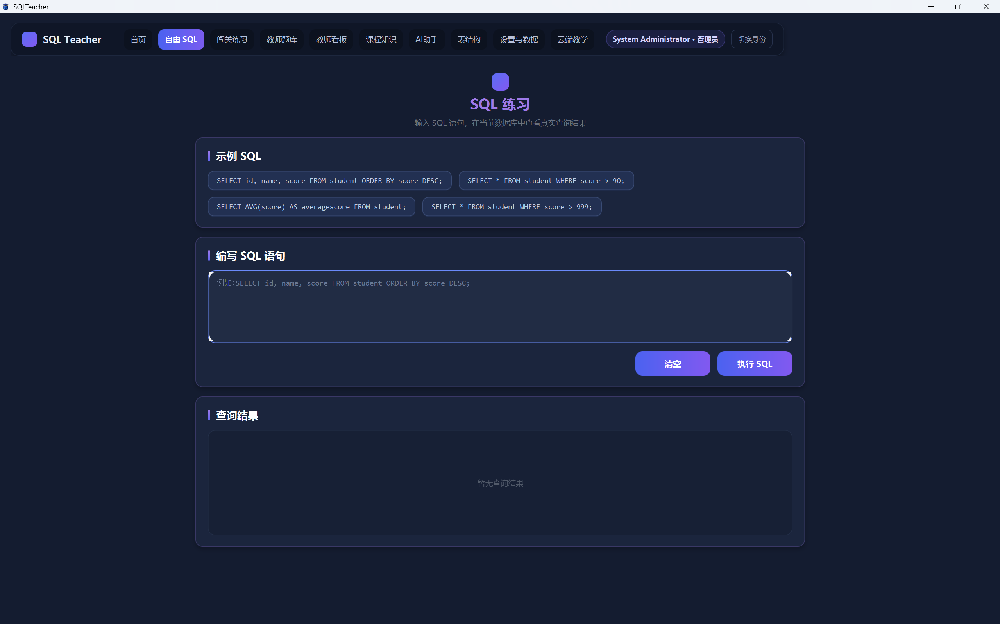 SQLTeacher
SQL Teacher 首页 自由 SQL 闯关练习 教师题库 教师看板 课程知识 AI助手 表结构 设置与数据 云端教学 System Administrator • 管理员 切换身份
SQL 练习
输入 SQL 语句，在当前数据库中查看真实查询结果
示例 SQL
SELECT id, name, score FROM student ORDER BY score DESC; SELECT * FROM student WHERE score > 90;
SELECT AVG(score) AS averagescore FROM student; SELECT * FROM student WHERE score > 999;
编写 SQL 语句
例如:SELECT id, name, score FROM student ORDER BY score DESC;
清空 执行 SQL
查询结果
暂无查询结果